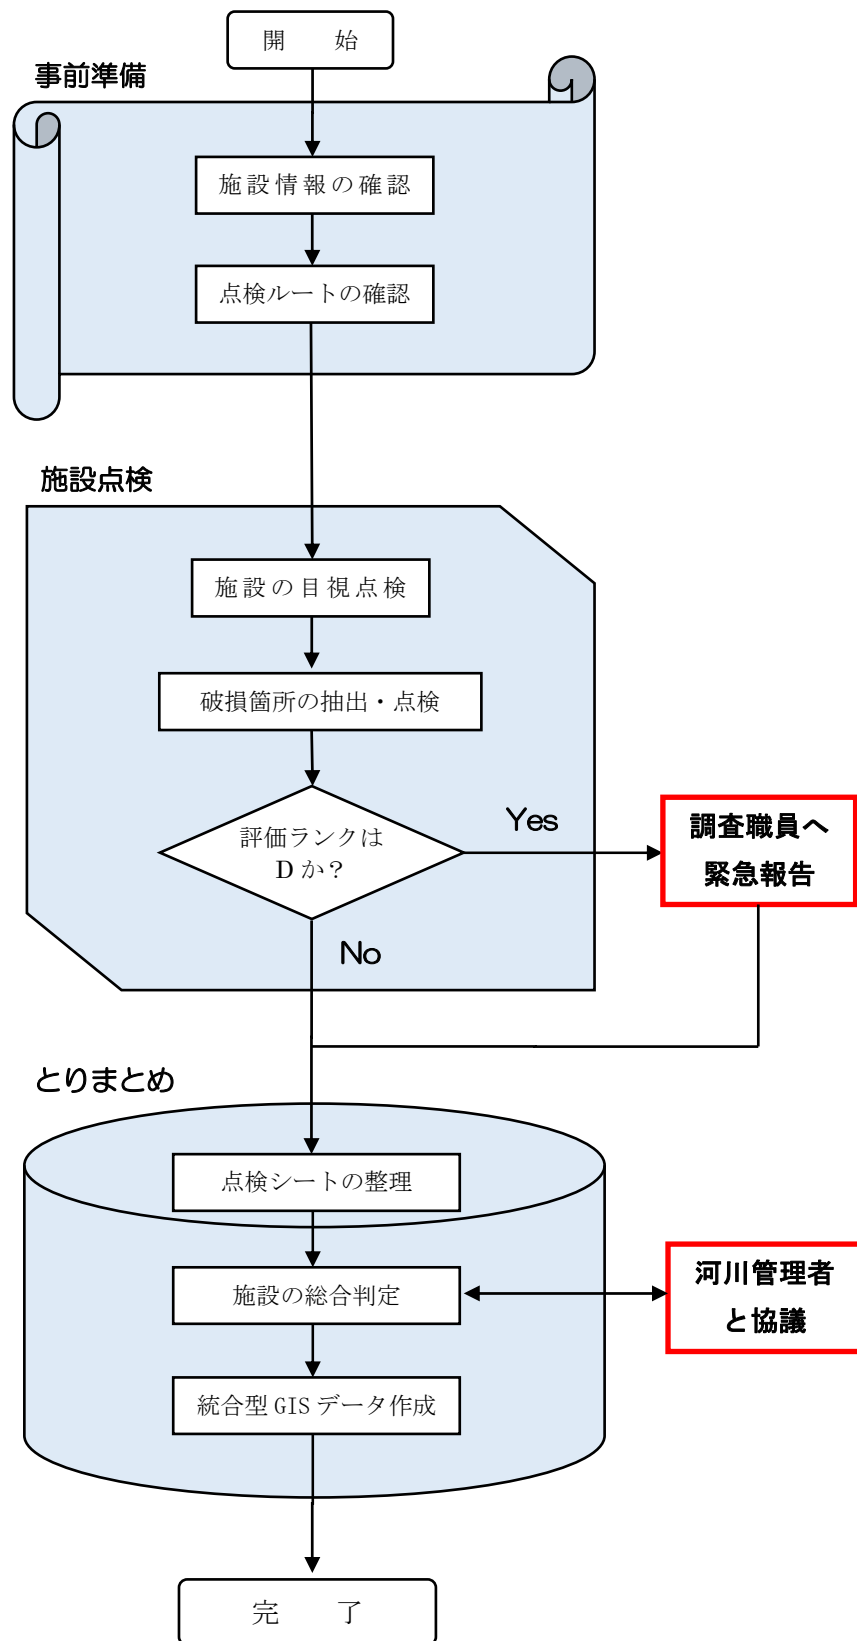 開　　始
事前準備
施設情報の確認
点検ルートの確認
施設点検
施設の目視点検
破損箇所の抽出・点検
評価ランクは
Dか？
Yes
調査職員へ
緊急報告
No
とりまとめ
点検シートの整理
施設の総合判定
河川管理者
と協議
統合型 GIS データ作成
完　　了